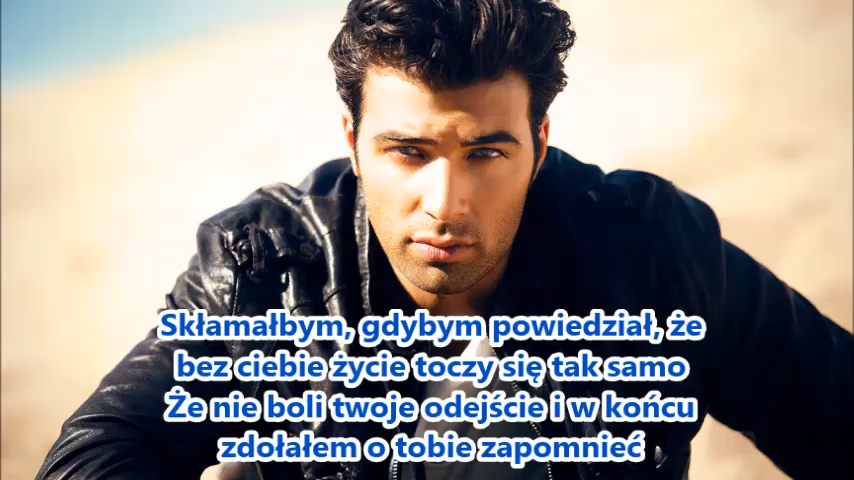 Skłamałbym, gdybym powiedział, że
bez ciebie życie toczy się tak samo
Że nie boli twoje odejście i w końcu
zdołałem o tobie zapomnieć